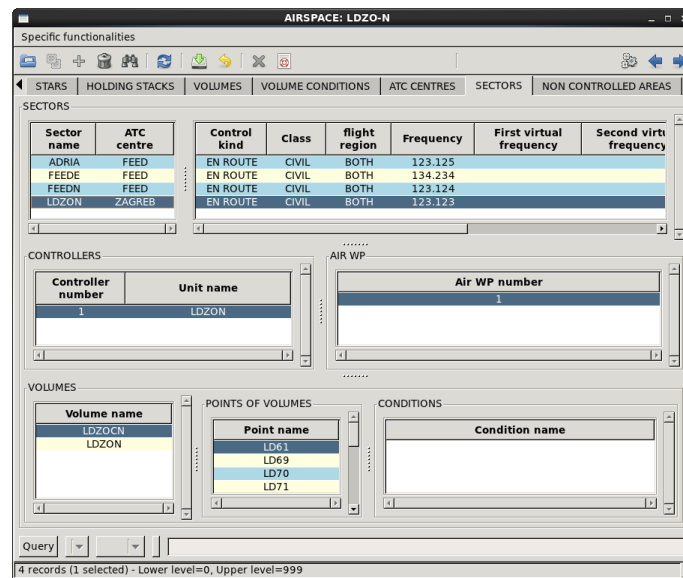 AIRSPACE: LDZO-N
Specific functionalities
STARS HOLDING STACKS VOLUMES VOLUME CONDITIONS ATC CENTRES SECTORS NON CONTROLLED AREAS
SECTORS
Sector name ATC centre Control kind Class flight region Frequency First virtual frequency Second virtu frequency
ADRIA FEED EN ROUTE CIVIL BOTH 123.125
FEEDE FEED EN ROUTE CIVIL BOTH 134.234
FEEDN FEED EN ROUTE CIVIL BOTH 123.124
LDZON ZAGREB EN ROUTE CIVIL BOTH 123.123
CONTROLLERS AIR WP
Controller number Unit name Air WP number
1 LDZON 1
VOLUMES POINTS OF VOLUMES CONDITIONS
Volume name Point name Condition name
LDZOCN LD61
LDZON LD69
LD70
LD71
Query
4 records (1 selected) - Lower level=0, Upper level=999